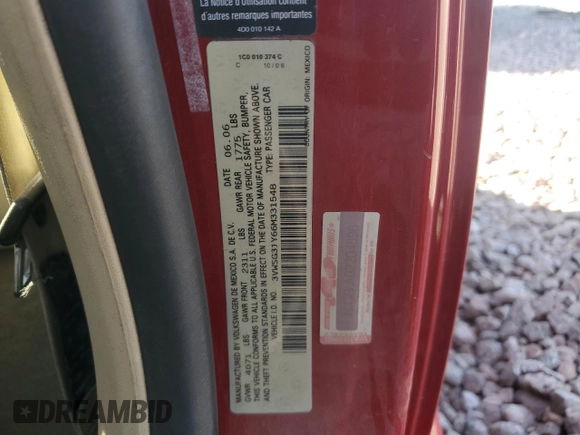 La Notice d'Utilisation contient
d'autres remarques importantes
4D0 010 142 A
1C0 010 374 C
C 10/06
MANUFACTURED BY VOLKSWAGEN DE MEXICO S.A. DE C.V. DATE 06.06
GVWR 4071 LBS GAWR FRONT 2311 LBS GAWR REAR 1775 LBS
THIS VEHICLE CONFORMS TO ALL APPLICABLE U.S. FEDERAL MOTOR VEHICLE SAFETY, BUMPER,
AND THEFT PREVENTION STANDARDS IN EFFECT ON THE DATE OF MANUFACTURE SHOWN ABOVE.
VEHICLE I.D. NO. 3VWSG31Y66M331548 TYPE: PASSENGER CAR
ORIGIN: MEXICO
DREAMBID